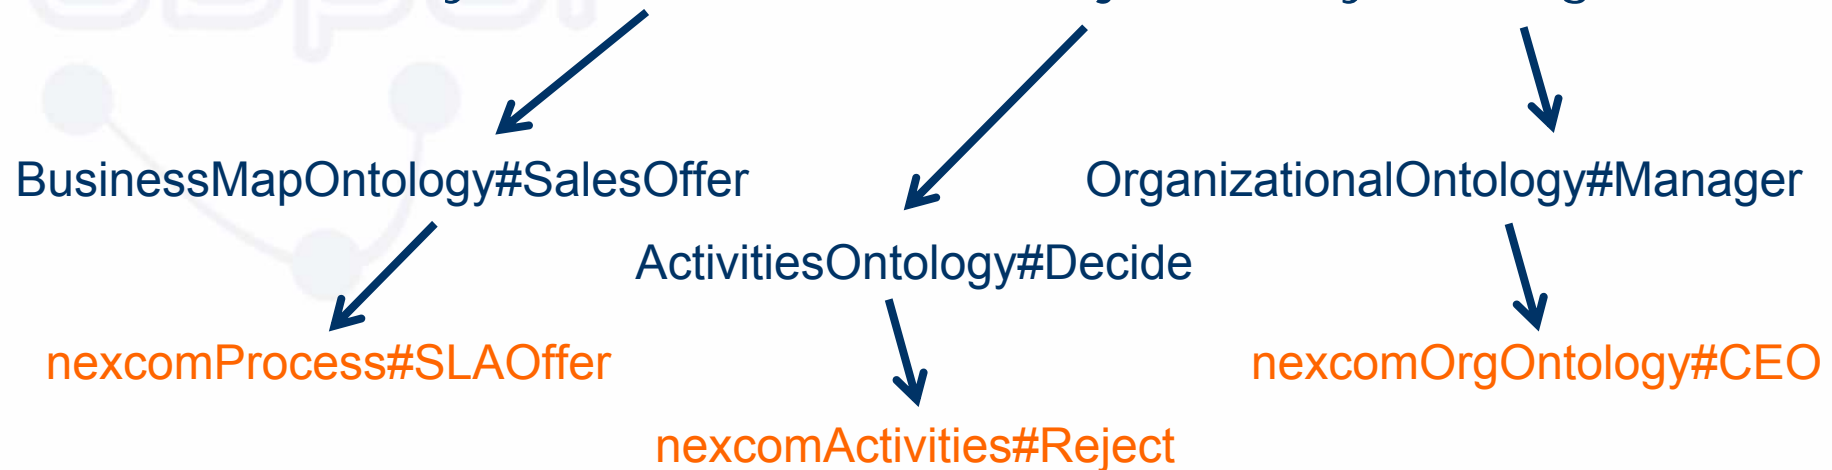 BusinessMapOntology#SalesOffer
OrganizationalOntology#Manager
ActivitiesOntology#Decide
nexcomProcess#SLAOffer
nexcomOrgOntology#CEO
nexcomActivities#Reject